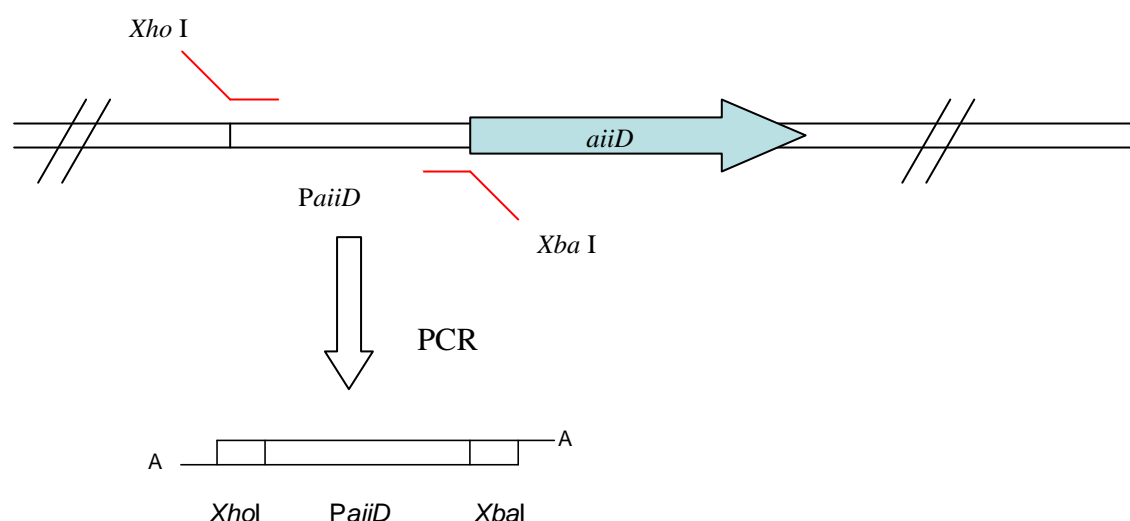 Xho I
aiiD
PaiiD
Xba I
PCR
A
A
XhoI PaiiD XbaI